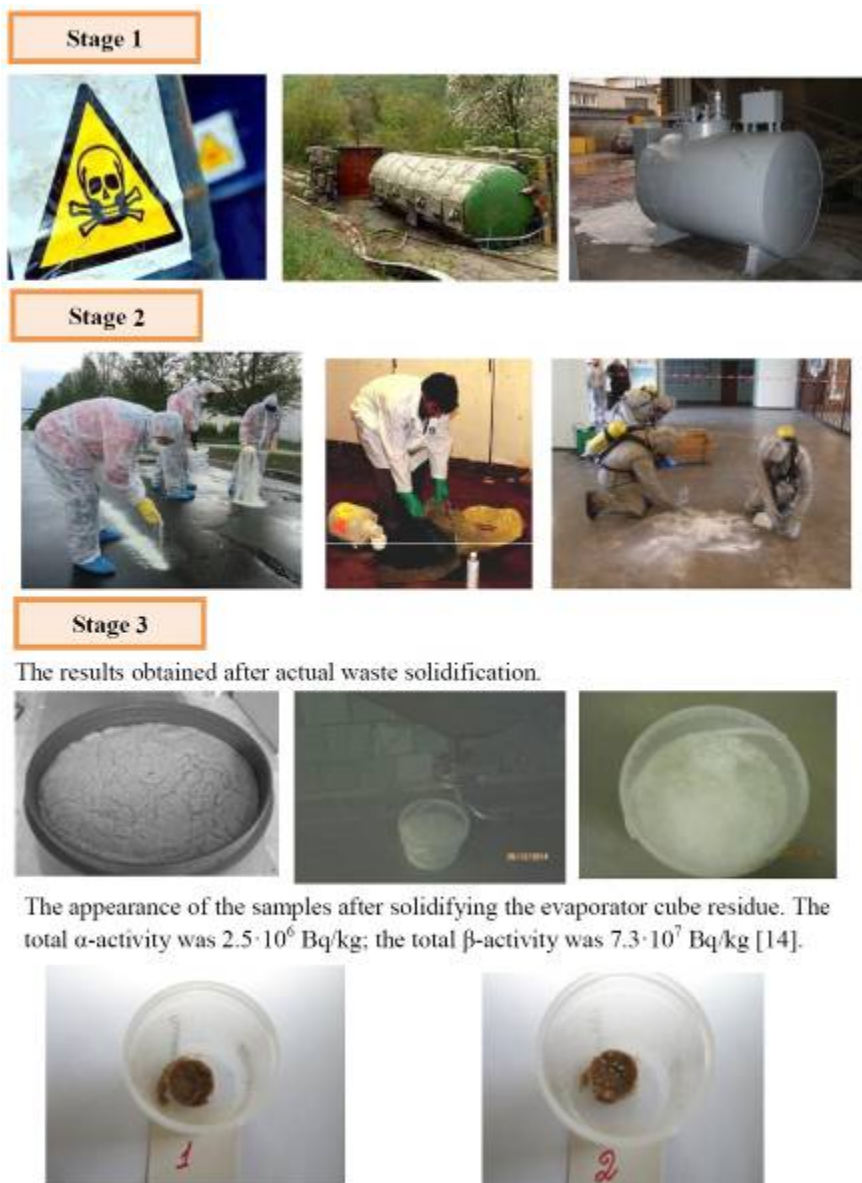 Stage 1
Stage 2
Stage 3
The results obtained after actual waste solidification.
The appearance of the samples after solidifying the evaporator cube residue. The
total α-activity was 2.5·10⁶ Bq/kg; the total β-activity was 7.3·10⁷ Bq/kg [14].
1
2